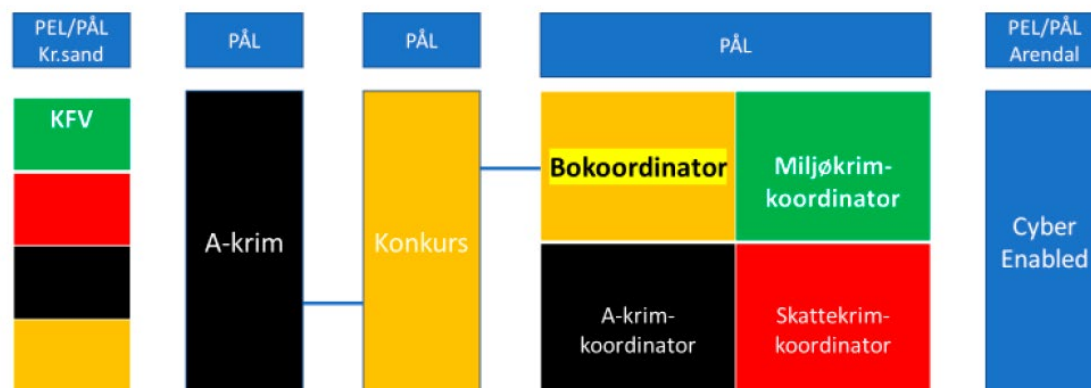 PEL/PÅL
Kr.sand
PÅL
PÅL
PÅL
PEL/PÅL
Arendal
KFV
A-krim
Konkurs
Bokoordinator
Miljøkrim-
koordinator
A-krim-
koordinator
Skattekrim-
koordinator
Cyber
Enabled